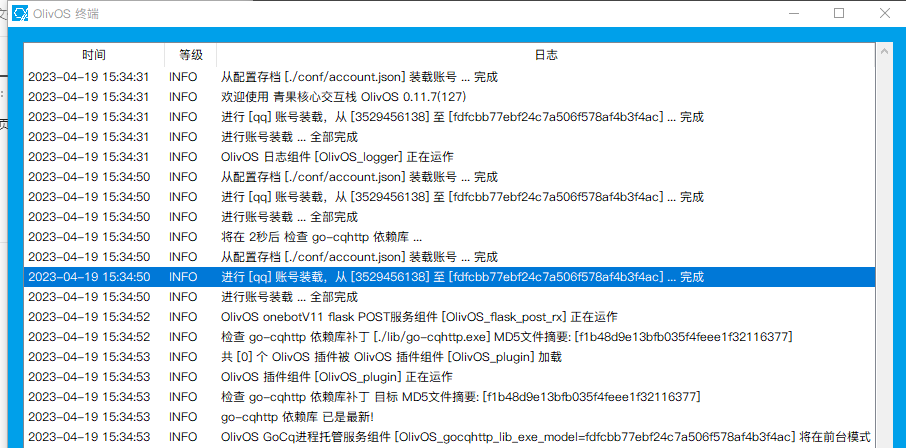 OlivOS 终端
时间 等级 日志
2023-04-19 15:34:31 INFO 从配置存档 [./conf/account.json] 装载账号 ... 完成
2023-04-19 15:34:31 INFO 欢迎使用 青果核心交互栈 OlivOS 0.11.7(127)
2023-04-19 15:34:31 INFO 进行 [qq] 账号装载，从 [3529456138] 至 [fdfcbb77ebf24c7a506f578af4b3f4ac] ... 完成
2023-04-19 15:34:31 INFO 进行账号装载 ... 全部完成
2023-04-19 15:34:31 INFO OlivOS 日志组件 [OlivOS_logger] 正在运作
2023-04-19 15:34:50 INFO 从配置存档 [./conf/account.json] 装载账号 ... 完成
2023-04-19 15:34:50 INFO 进行 [qq] 账号装载，从 [3529456138] 至 [fdfcbb77ebf24c7a506f578af4b3f4ac] ... 完成
2023-04-19 15:34:50 INFO 进行账号装载 ... 全部完成
2023-04-19 15:34:50 INFO 将在 2秒后 检查 go-cqhttp 依赖库 ...
2023-04-19 15:34:50 INFO 从配置存档 [./conf/account.json] 装载账号 ... 完成
2023-04-19 15:34:50 INFO 进行 [qq] 账号装载，从 [3529456138] 至 [fdfcbb77ebf24c7a506f578af4b3f4ac] ... 完成
2023-04-19 15:34:50 INFO 进行账号装载 ... 全部完成
2023-04-19 15:34:52 INFO OlivOS onebotV11 flask POST服务组件 [OlivOS_flask_post_rx] 正在运作
2023-04-19 15:34:52 INFO 检查 go-cqhttp 依赖库补丁 [./lib/go-cqhttp.exe] MD5文件摘要: [f1b48d9e13bfb035f4feee1f32116377]
2023-04-19 15:34:53 INFO 共 [0] 个 OlivOS 插件被 OlivOS 插件组件 [OlivOS_plugin] 加载
2023-04-19 15:34:53 INFO OlivOS 插件组件 [OlivOS_plugin] 正在运作
2023-04-19 15:34:53 INFO 检查 go-cqhttp 依赖库补丁 目标 MD5文件摘要: [f1b48d9e13bfb035f4feee1f32116377]
2023-04-19 15:34:53 INFO go-cqhttp 依赖库 已是最新!
2023-04-19 15:34:53 INFO OlivOS GoCq进程托管服务组件 [OlivOS_gocqhttp_lib_exe_model=fdfcbb77ebf24c7a506f578af4b3f4ac] 将在前台模式